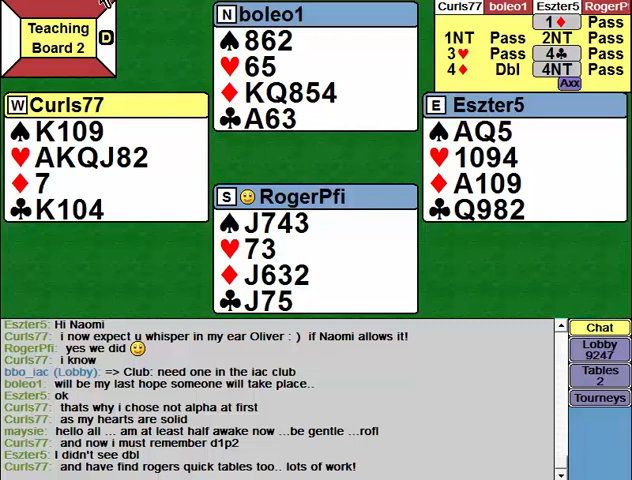 Teaching
Board 2
D
N boleo1
♠862
♥65
♦KQ854
♣A63
Curls77 boleo1 Eszter5 RogerP
1♦ Pass
1NT Pass 2NT Pass
3♥ Pass 4♣ Pass
4♦ Dbl 4NT Pass
Axx
W Curls77
♠K109
♥AKQJ82
♦7
♣K104
E Eszter5
♠AQ5
♥1094
♦A109
♣Q982
S RogerPfi
♠J743
♥73
♦J632
♣J75
Eszter5: Hi Naomi
Curls77: i now expect u whisper in my ear Oliver : ) if Naomi allows it!
RogerPfi: yes we did
Curls77: i know
bbo_iac (Lobby): => Club: need one in the iac club
boleo1: will be my last hope someone will take place..
Eszter5: ok
Curls77: thats why i chose not alpha at first
Curls77: as my hearts are solid
maysie: hello all ... am at least half awake now ...be gentle ...rofl
Curls77: and now i must remember d1p2
Eszter5: I didn't see dbl
Curls77: and have find rogers quick tables too.. lots of work!
Chat
Lobby
9247
Tables
2
Tourneys